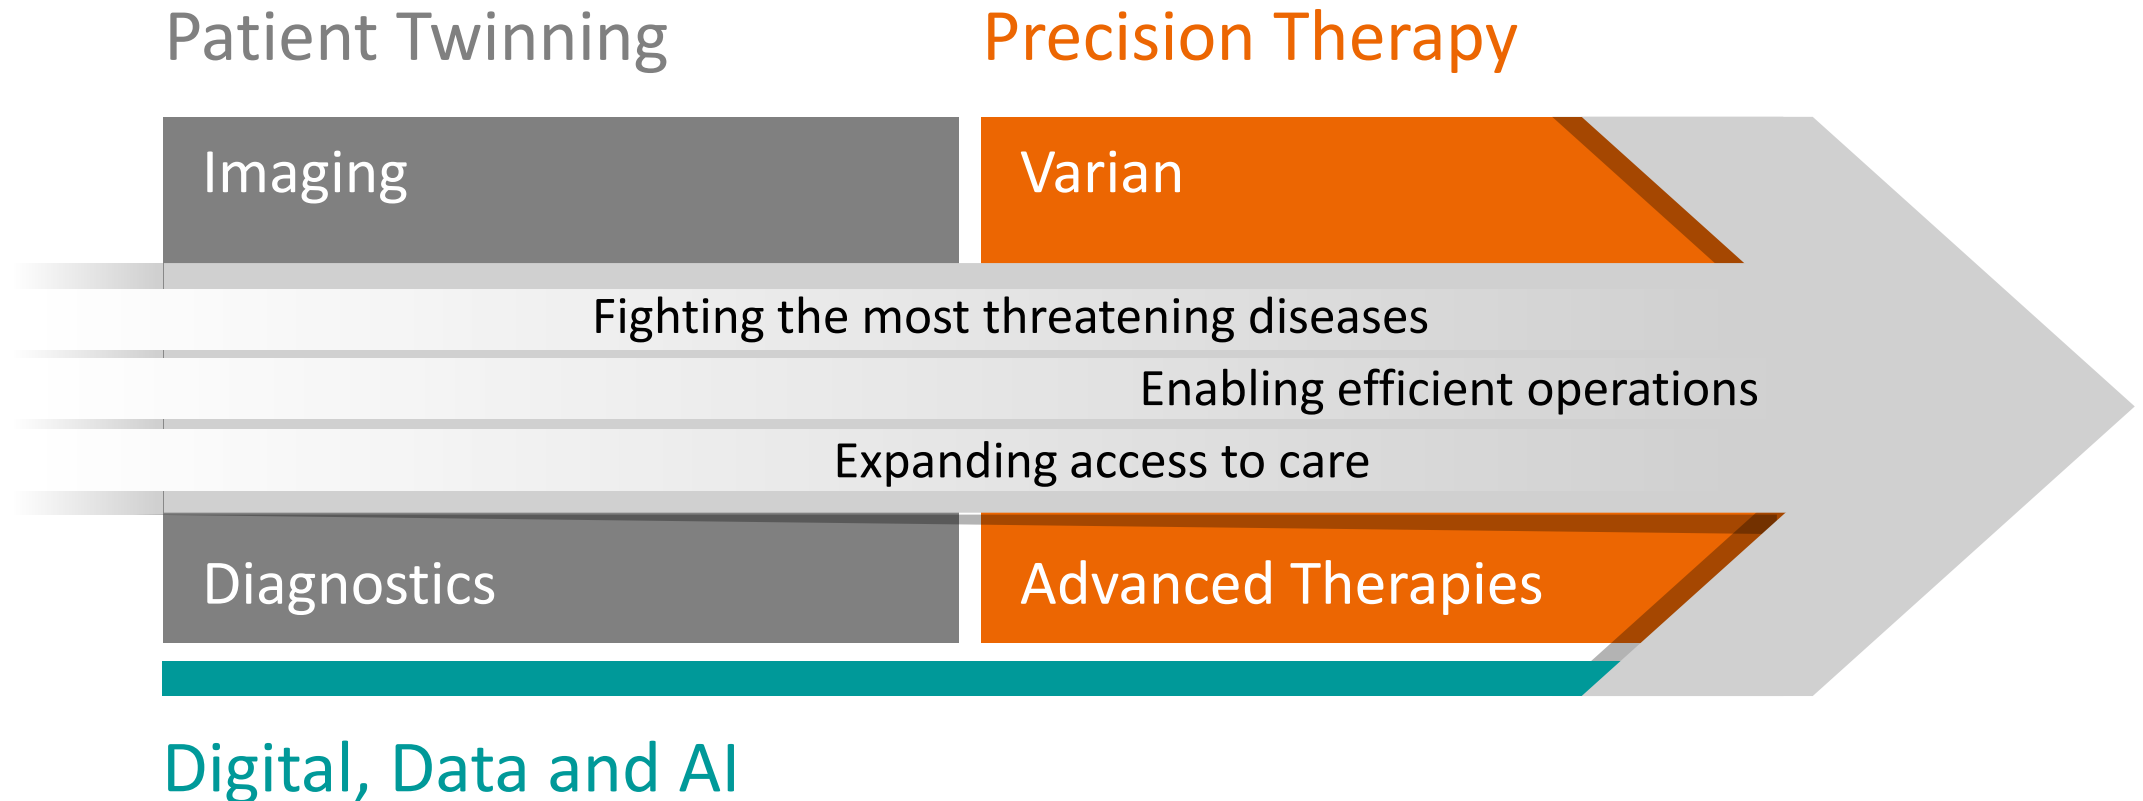 Patient Twinning
Precision Therapy
Imaging
Varian
Fighting the most threatening diseases
Enabling efficient operations
Expanding access to care
Diagnostics
Advanced Therapies
Digital, Data and AI